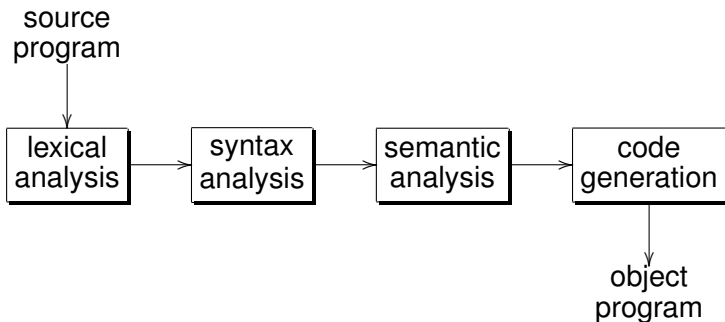 source
program
lexical
analysis
syntax
analysis
semantic
analysis
code
generation
object
program